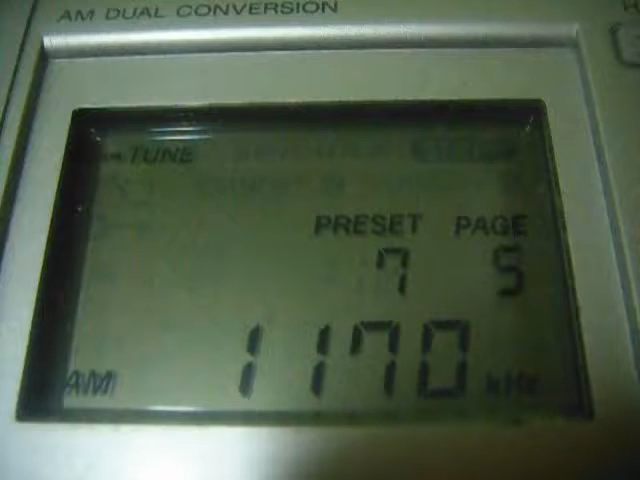 AM DUAL CONVERSION
TUNE
PRESET PAGE
7 5
AM 1170 kHz